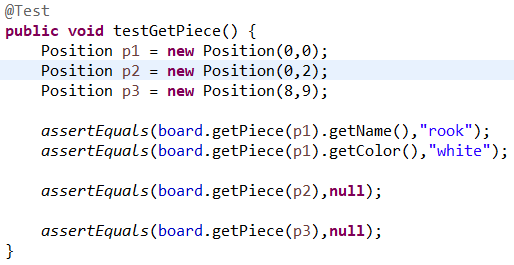 @Test
public void testGetPiece() {
    Position p1 = new Position(0,0);
    Position p2 = new Position(0,2);
    Position p3 = new Position(8,9);

    assertEquals(board.getPiece(p1).getName(),"rook");
    assertEquals(board.getPiece(p1).getColor(),"white");

    assertEquals(board.getPiece(p2),null);

    assertEquals(board.getPiece(p3),null);
}